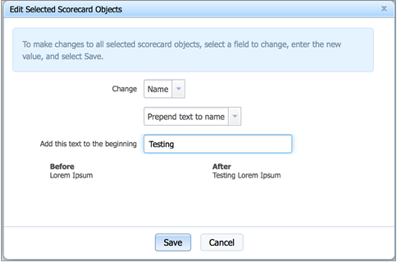 Edit Selected Scorecard Objects x
To make changes to all selected scorecard objects, select a field to change, enter the new
value, and select Save.
Change Name
Prepend text to name
Add this text to the beginning Testing
Before After
Lorem Ipsum Testing Lorem Ipsum
Save Cancel